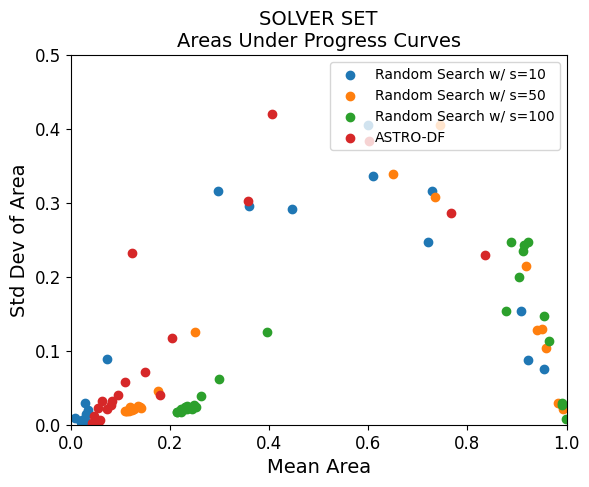 SOLVER SET
Areas Under Progress Curves
Std Dev of Area
0.5
0.4
0.3
0.2
0.1
0.0
Random Search w/ s=10
Random Search w/ s=50
Random Search w/ s=100
ASTRO-DF
0.0 0.2 0.4 0.6 0.8 1.0
Mean Area